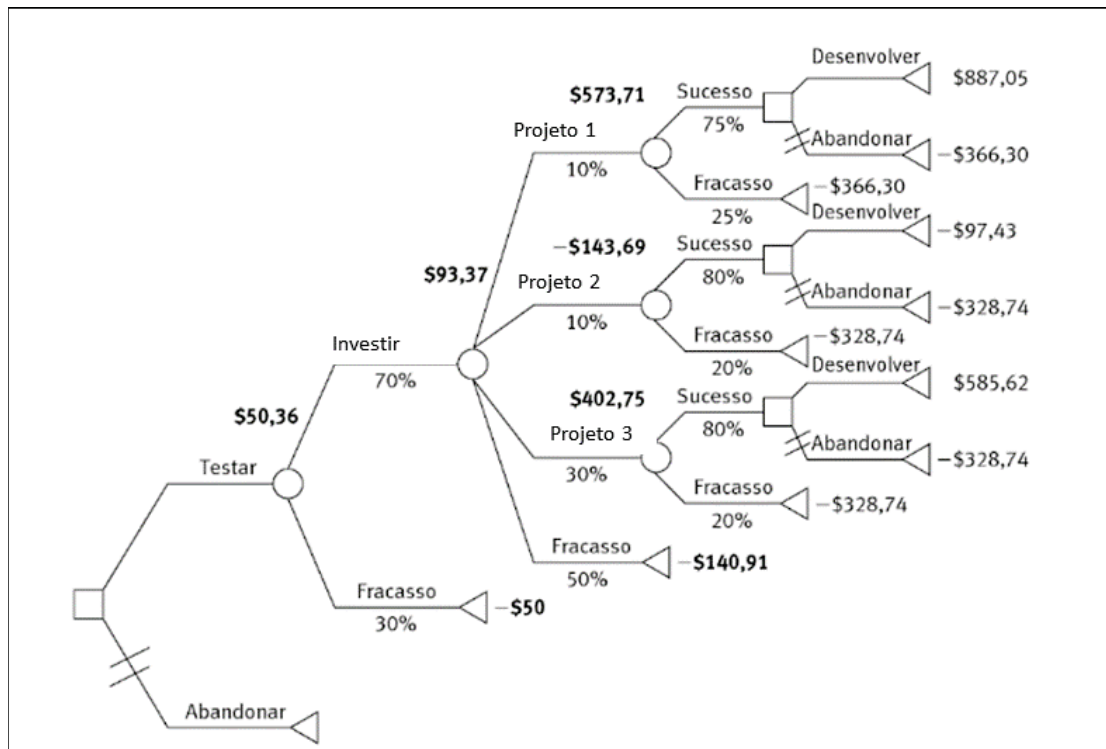 Desenvolver
$887,05
$573,71
Sucesso
75%
Projeto 1
Abandonar
–$366,30
10%
Fracasso
–$366,30
25%
Desenvolver
–$97,43
–$143,69
Sucesso
80%
$93,37
Projeto 2
Abandonar
–$328,74
10%
Fracasso
–$328,74
20%
Investir
70%
Desenvolver
$585,62
$402,75
Sucesso
80%
$50,36
Projeto 3
Abandonar
–$328,74
Testar
30%
Fracasso
–$328,74
20%
Fracasso
–$140,91
50%
Fracasso
–$50
30%
Abandonar